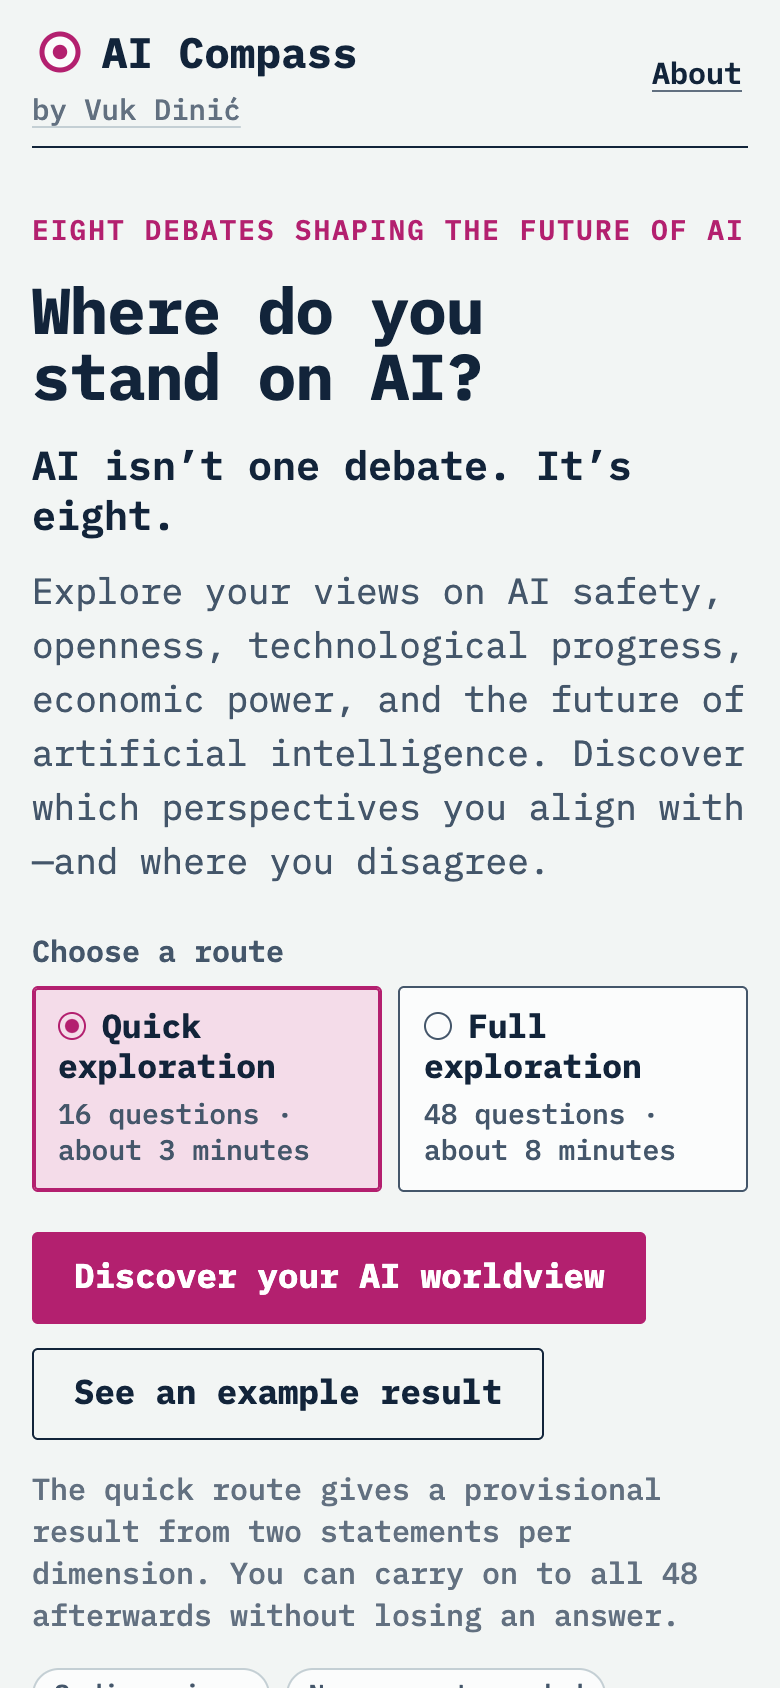 AI Compass
by Vuk Dinić
About
EIGHT DEBATES SHAPING THE FUTURE OF AI
Where do you
stand on AI?
AI isn’t one debate. It’s
eight.
Explore your views on AI safety,
openness, technological progress,
economic power, and the future of
artificial intelligence. Discover
which perspectives you align with
—and where you disagree.
Choose a route
Quick
exploration
16 questions ·
about 3 minutes
Full
exploration
48 questions ·
about 8 minutes
Discover your AI worldview
See an example result
The quick route gives a provisional
result from two statements per
dimension. You can carry on to all 48
afterwards without losing an answer.